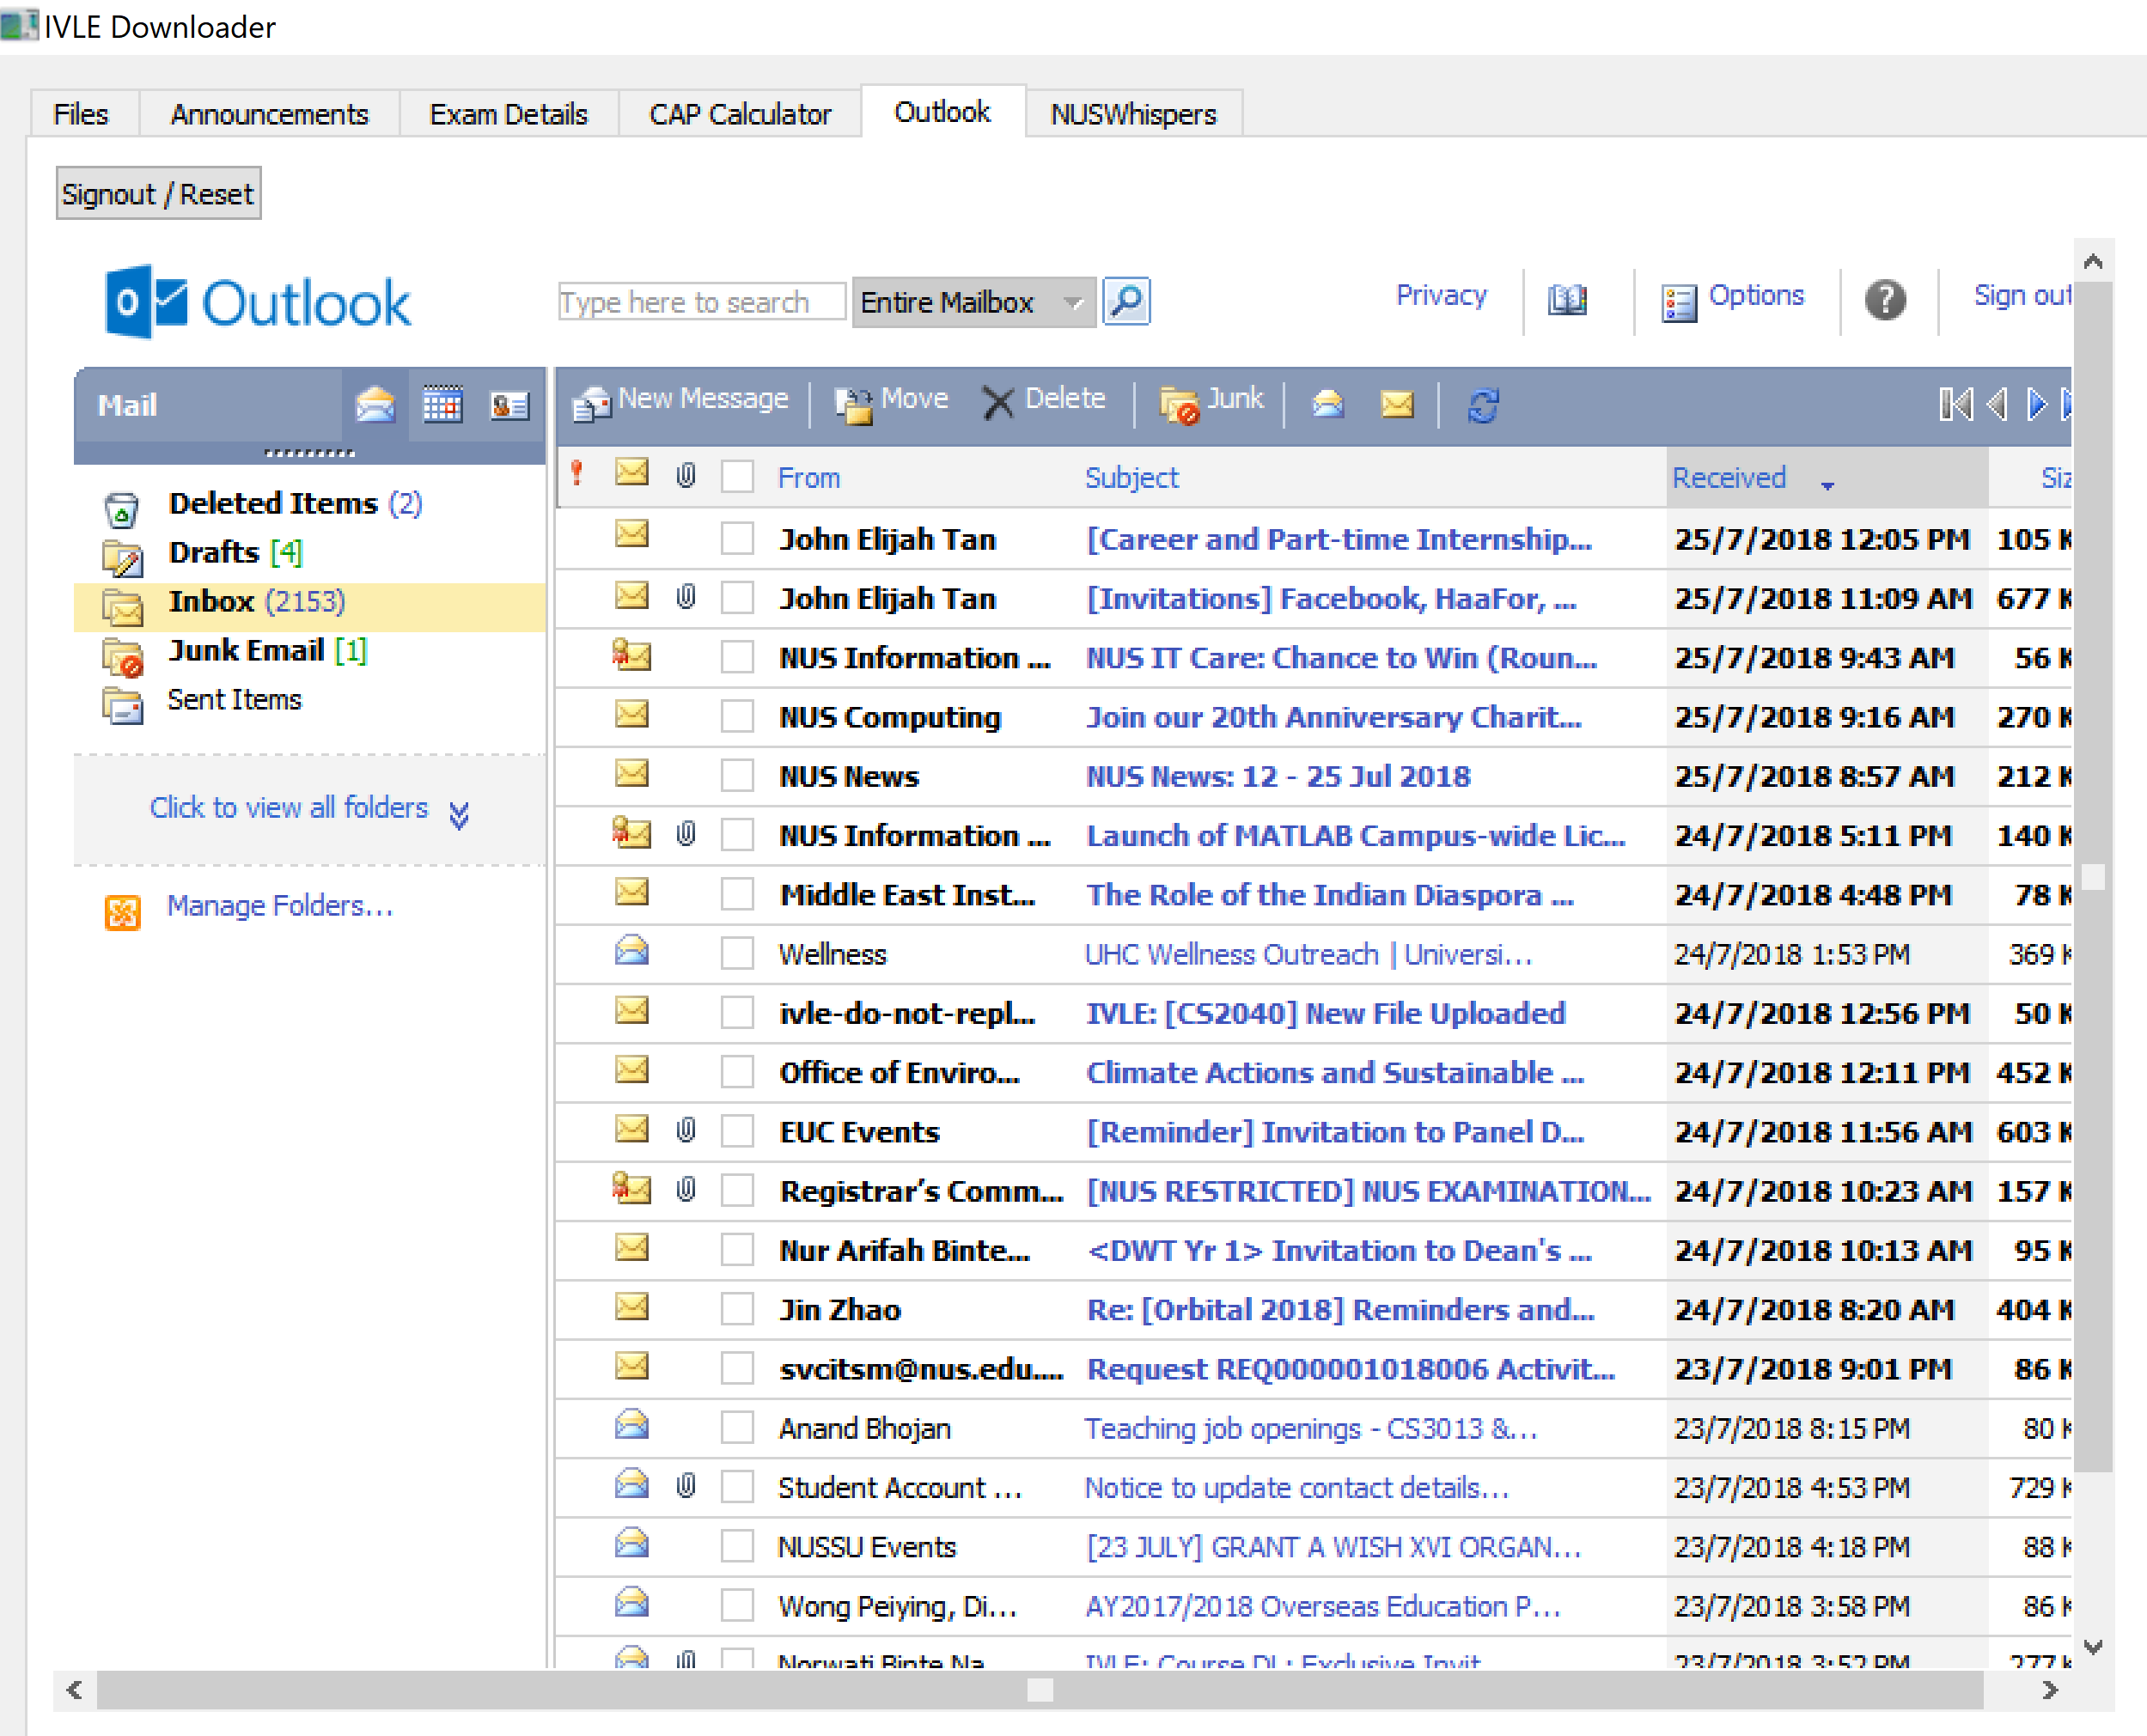 IVLE Downloader
Files Announcements Exam Details CAP Calculator Outlook NUSWhispers
Signout / Reset
Outlook Type here to search Entire Mailbox Privacy Options Sign out
Mail New Message Move Delete Junk
From Subject Received Siz
Deleted Items (2)
Drafts [4]
Inbox (2153)
Junk Email [1]
Sent Items
Click to view all folders
Manage Folders...
John Elijah Tan [Career and Part-time Internship... 25/7/2018 12:05 PM 105 K
John Elijah Tan [Invitations] Facebook, HaaFor, ... 25/7/2018 11:09 AM 677 K
NUS Information ... NUS IT Care: Chance to Win (Roun... 25/7/2018 9:43 AM 56 K
NUS Computing Join our 20th Anniversary Charit... 25/7/2018 9:16 AM 270 K
NUS News NUS News: 12 - 25 Jul 2018 25/7/2018 8:57 AM 212 K
NUS Information ... Launch of MATLAB Campus-wide Lic... 24/7/2018 5:11 PM 140 K
Middle East Inst... The Role of the Indian Diaspora ... 24/7/2018 4:48 PM 78 K
Wellness UHC Wellness Outreach | Universi... 24/7/2018 1:53 PM 369 K
ivle-do-not-repl... IVLE: [CS2040] New File Uploaded 24/7/2018 12:56 PM 50 K
Office of Enviro... Climate Actions and Sustainable ... 24/7/2018 12:11 PM 452 K
EUC Events [Reminder] Invitation to Panel D... 24/7/2018 11:56 AM 603 K
Registrar’s Comm... [NUS RESTRICTED] NUS EXAMINATION... 24/7/2018 10:23 AM 157 K
Nur Arifah Binte... <DWT Yr 1> Invitation to Dean's ... 24/7/2018 10:13 AM 95 K
Jin Zhao Re: [Orbital 2018] Reminders and... 24/7/2018 8:20 AM 404 K
svcitsm@nus.edu.... Request REQ000001018006 Activit... 23/7/2018 9:01 PM 86 K
Anand Bhojan Teaching job openings - CS3013 &... 23/7/2018 8:15 PM 80 K
Student Account ... Notice to update contact details... 23/7/2018 4:53 PM 729 K
NUSSU Events [23 JULY] GRANT A WISH XVI ORGAN... 23/7/2018 4:18 PM 88 K
Wong Peiying, Di... AY2017/2018 Overseas Education P... 23/7/2018 3:58 PM 86 K
Norwati Binte Na IVLE: Course DL: Exclusive Invit 23/7/2018 3:52 PM 277 K